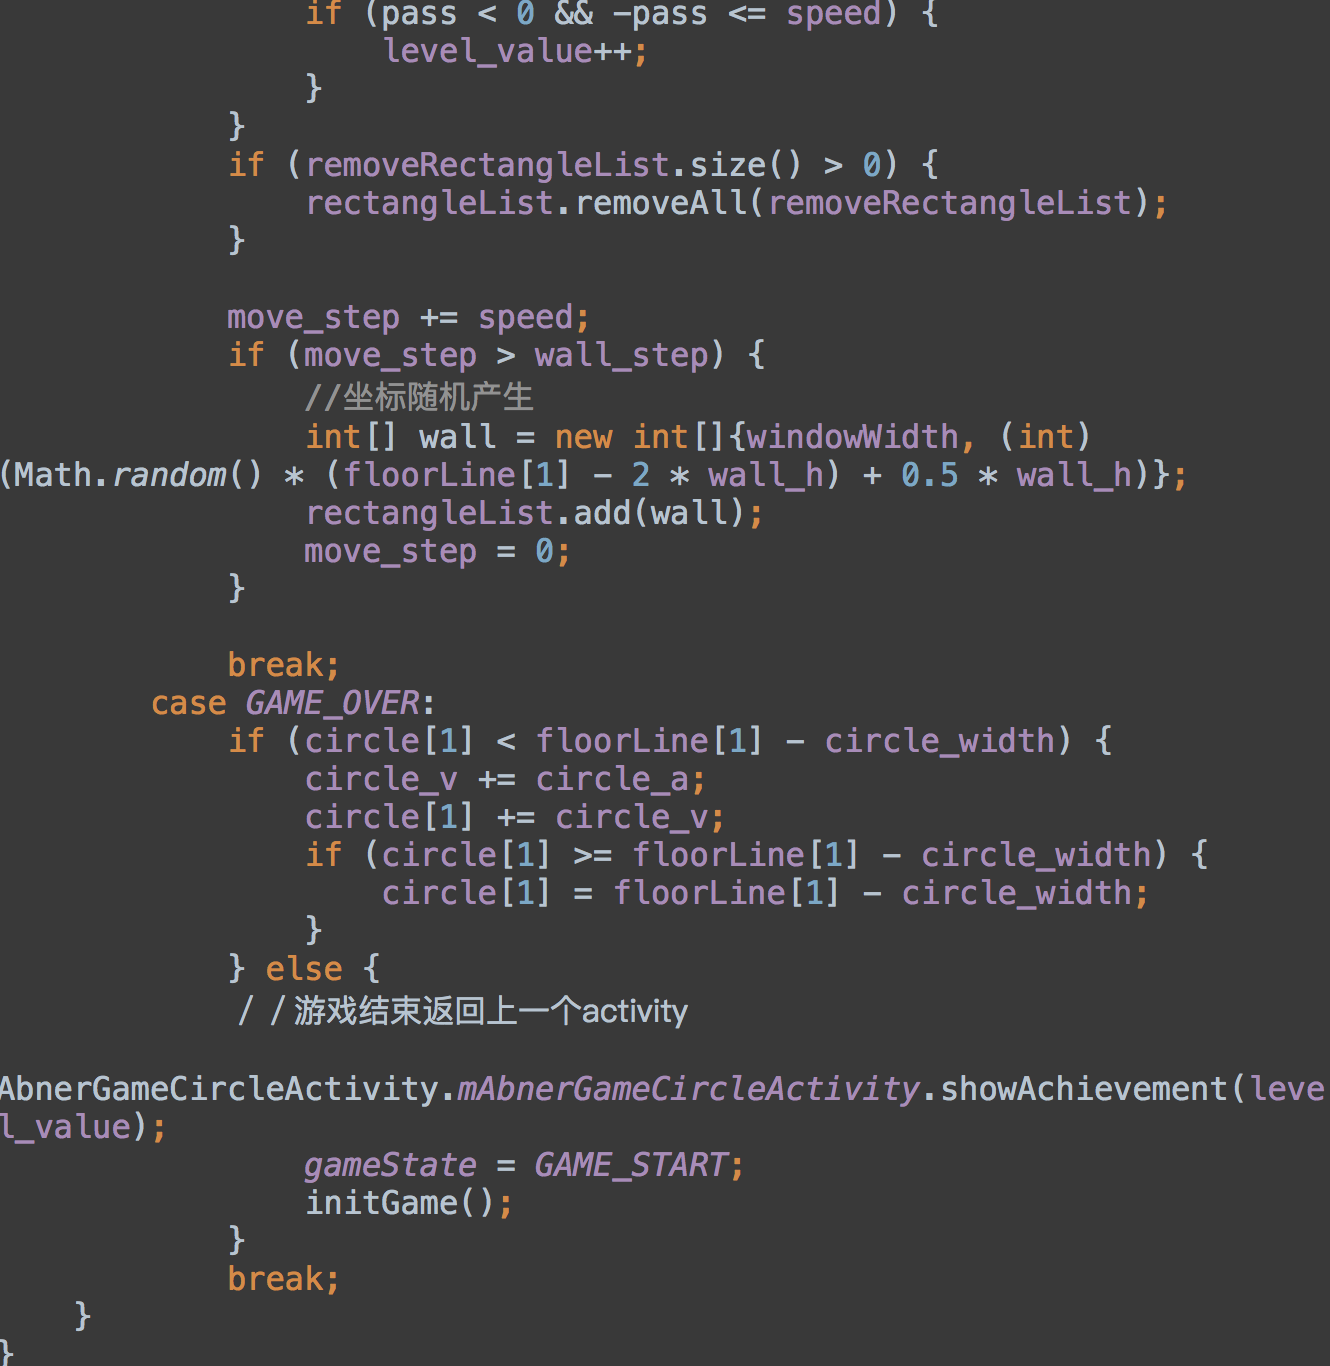 if (pass < 0 && -pass <= speed) {
level_value++;
}
}
if (removeRectangleList.size() > 0) {
rectangleList.removeAll(removeRectangleList);
}
move_step += speed;
if (move_step > wall_step) {
//坐标随机产生
int[] wall = new int[]{windowWidth, (int)
(Math.random() * (floorLine[1] - 2 * wall_h) + 0.5 * wall_h)};
rectangleList.add(wall);
move_step = 0;
}
break;
case GAME_OVER:
if (circle[1] < floorLine[1] - circle_width) {
circle_v += circle_a;
circle[1] += circle_v;
if (circle[1] >= floorLine[1] - circle_width) {
circle[1] = floorLine[1] - circle_width;
}
} else {
//游戏结束返回上一个activity
AbnerGameCircleActivity.mAbnerGameCircleActivity.showAchievement(leve
l_value);
gameState = GAME_START;
initGame();
}
break;
}
}